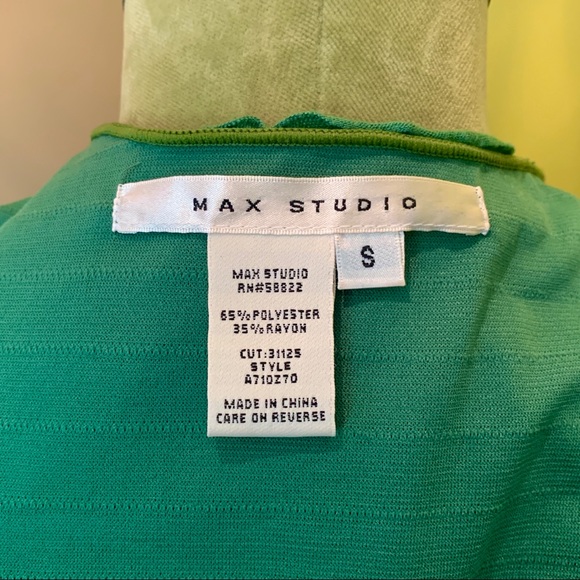 MAX STUDIO
S
MAX STUDIO
RN#58822
65% POLYESTER
35% RAYON
CUT:31125
STYLE
A710Z70
MADE IN CHINA
CARE ON REVERSE